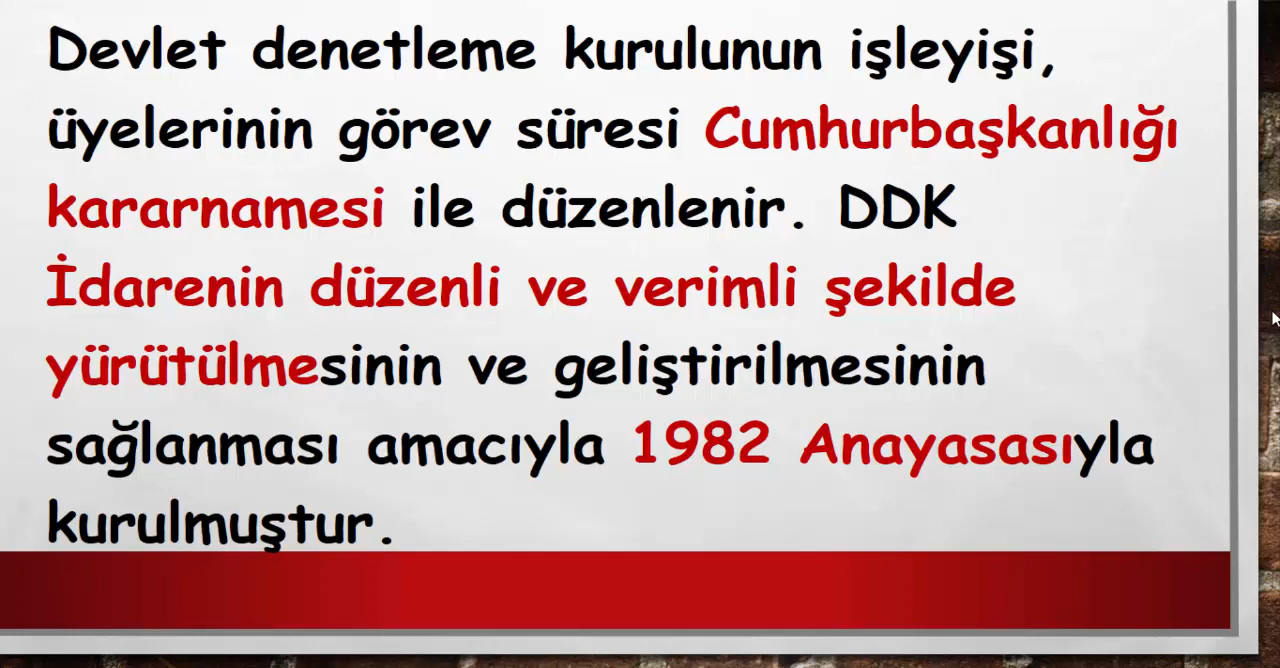 Devlet denetleme kurulunun işleyişi,
üyelerinin görev süresi Cumhurbaşkanlığı
kararnamesi ile düzenlenir. DDK
İdarenin düzenli ve verimli şekilde
yürütülmesinin ve geliştirilmesinin
sağlanması amacıyla 1982 Anayasasıyla
kurulmuştur.